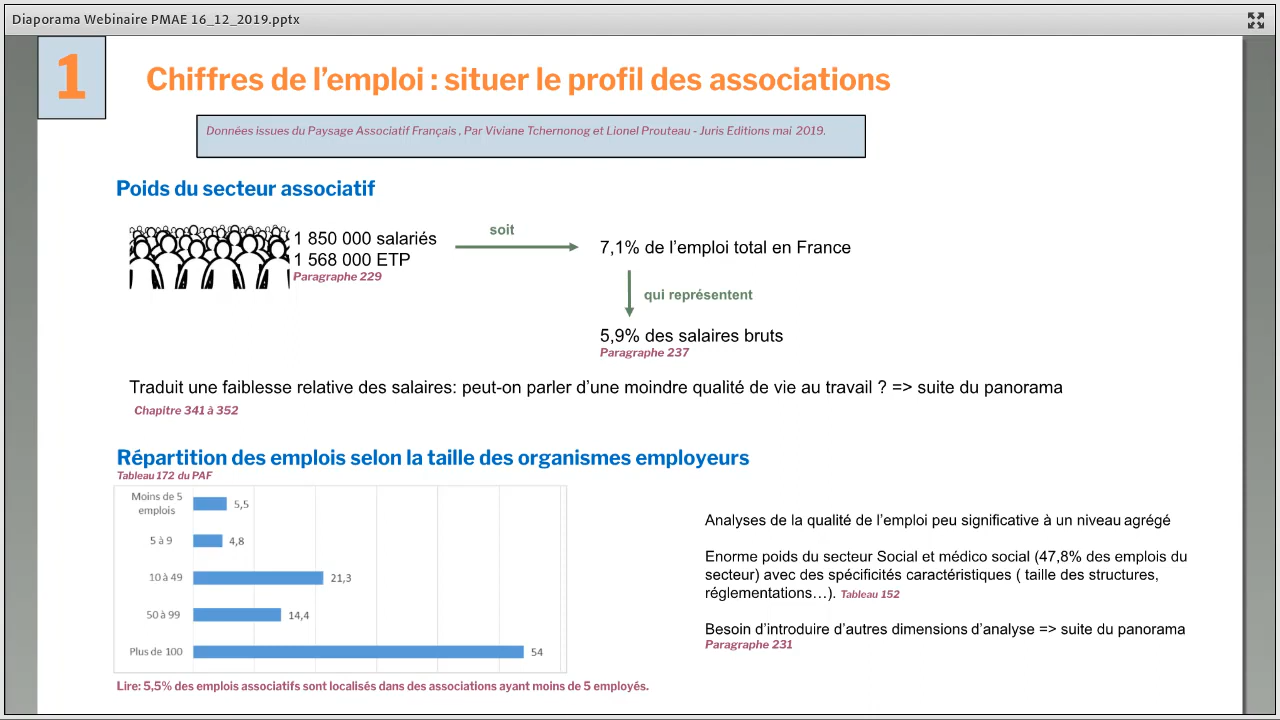 Diaporama Webinaire PMAE 16_12_2019.pptx
1
Chiffres de l’emploi : situer le profil des associations
Données issues du Paysage Associatif Français , Par Viviane Tchernonog et Lionel Prouteau - Juris Editions mai 2019.
Poids du secteur associatif
1 850 000 salariés
1 568 000 ETP
Paragraphe 229
soit
7,1% de l’emploi total en France
qui représentent
5,9% des salaires bruts
Paragraphe 237
Traduit une faiblesse relative des salaires: peut-on parler d’une moindre qualité de vie au travail ? => suite du panorama
Chapitre 341 à 352
Répartition des emplois selon la taille des organismes employeurs
Tableau 172 du PAF
Moins de 5
emplois
5,5
5 à 9
4,8
10 à 49
21,3
50 à 99
14,4
Plus de 100
54
Lire: 5,5% des emplois associatifs sont localisés dans des associations ayant moins de 5 employés.
Analyses de la qualité de l’emploi peu significative à un niveau agrégé
Enorme poids du secteur Social et médico social (47,8% des emplois du
secteur) avec des spécificités caractéristiques ( taille des structures,
réglementations…). Tableau 152
Besoin d’introduire d’autres dimensions d’analyse => suite du panorama
Paragraphe 231